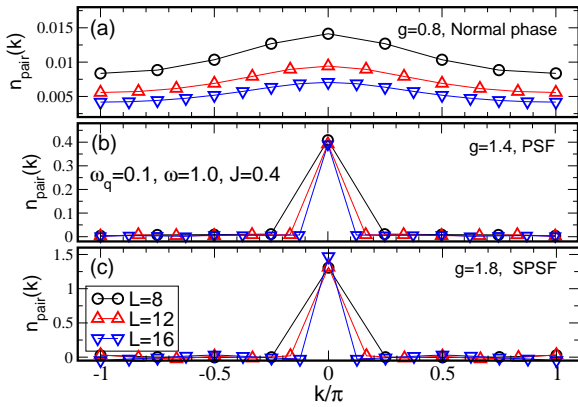 (a)
g=0.8, Normal phase
n_pair(k)
0.015
0.01
0.005
(b)
g=1.4, PSF
ω_q=0.1, ω=1.0, J=0.4
n_pair(k)
0.4
0.3
0.2
0.1
0
(c)
g=1.8, SPSF
n_pair(k)
1.5
1
0.5
0
L=8
L=12
L=16
-1 -0.5 0 0.5 1
k/π